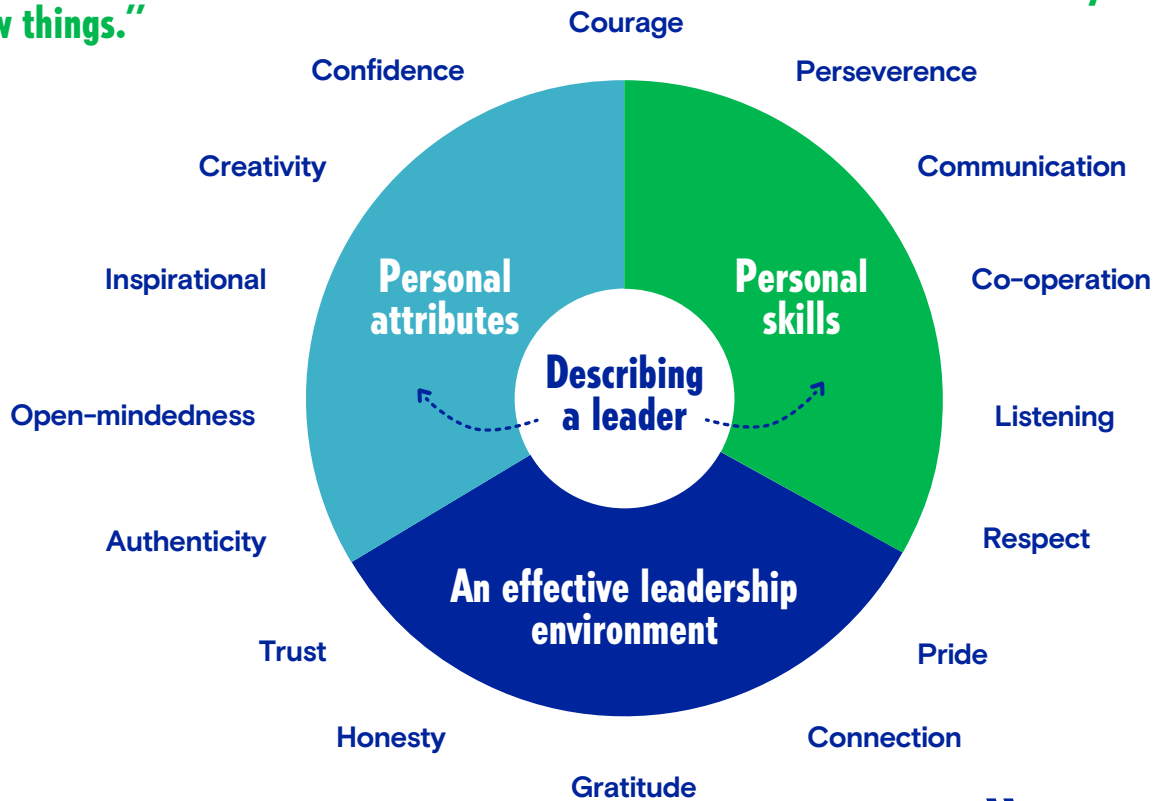 w things.”
Courage
Confidence
Perseverence
Creativity
Communication
Inspirational
Personal
attributes
Personal
skills
Co-operation
Describing
a leader
Open-mindedness
Listening
Authenticity
Respect
An effective leadership
environment
Trust
Pride
Honesty
Connection
Gratitude